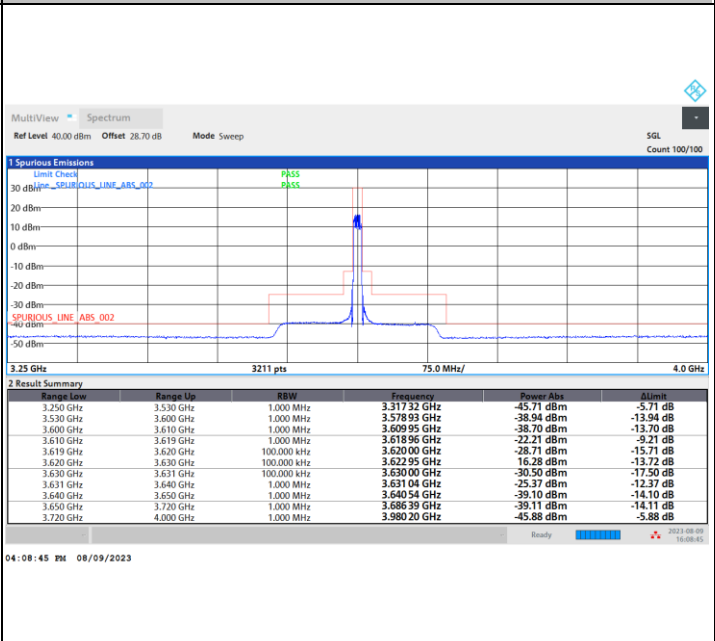 MultiView Spectrum
Ref Level 40.00 dBm Offset 28.70 dB Mode Sweep SGL
Count 100/100
1 Spurious Emissions
Limit Check PASS
Line _SPURIOUS_LINE_ABS_002 PASS
30 dBm
20 dBm
10 dBm
0 dBm
-10 dBm
-20 dBm
-30 dBm
_SPURIOUS_LINE_ABS_002
-40 dBm
-50 dBm
3.25 GHz 3211 pts 75.0 MHz/ 4.0 GHz
2 Result Summary
Range Low Range Up RBW Frequency Power Abs ΔLimit
3.250 GHz 3.530 GHz 1.000 MHz 3.31732 GHz -45.71 dBm -5.71 dB
3.530 GHz 3.600 GHz 1.000 MHz 3.57893 GHz -38.94 dBm -13.94 dB
3.600 GHz 3.610 GHz 1.000 MHz 3.60995 GHz -38.70 dBm -13.70 dB
3.610 GHz 3.619 GHz 1.000 MHz 3.61896 GHz -22.21 dBm -9.21 dB
3.619 GHz 3.620 GHz 100.000 kHz 3.62000 GHz -28.71 dBm -15.71 dB
3.620 GHz 3.630 GHz 100.000 kHz 3.62295 GHz 16.28 dBm -13.72 dB
3.630 GHz 3.631 GHz 100.000 kHz 3.63000 GHz -30.50 dBm -17.50 dB
3.631 GHz 3.640 GHz 1.000 MHz 3.63104 GHz -25.37 dBm -12.37 dB
3.640 GHz 3.650 GHz 1.000 MHz 3.64054 GHz -39.10 dBm -14.10 dB
3.650 GHz 3.720 GHz 1.000 MHz 3.68639 GHz -39.11 dBm -14.11 dB
3.720 GHz 4.000 GHz 1.000 MHz 3.98020 GHz -45.88 dBm -5.88 dB
Ready 2023-08-09
16:08:45
04:08:45 PM 08/09/2023